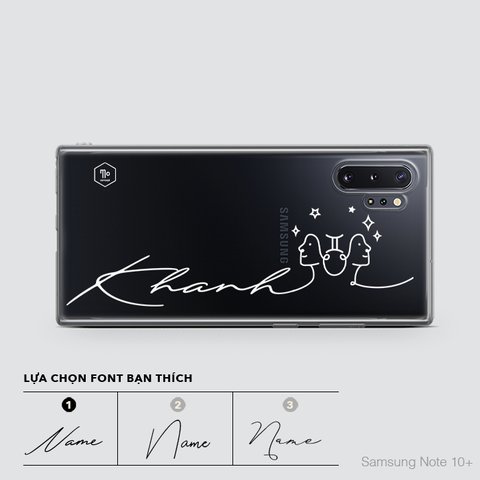 SAMSUNG
Khanh
LỰA CHỌN FONT BẠN THÍCH
1 2 3
Name Name Name
Samsung Note 10+